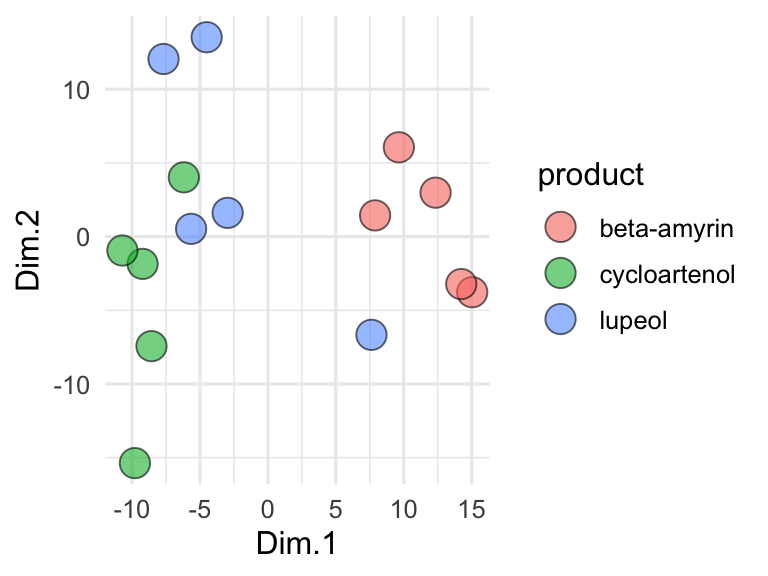 10
0
-10
Dim.2
-10 -5 0 5 10 15
Dim.1
product
beta-amyrin
cycloartenol
lupeol